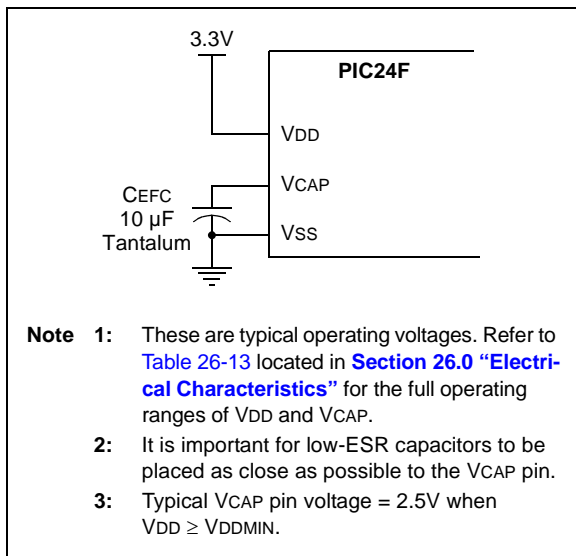 3.3V
PIC24F
VDD
VCAP
CEFC
10 µF
Tantalum
VSS
Note 1: These are typical operating voltages. Refer to
Table 26-13 located in Section 26.0 “Electri-
cal Characteristics” for the full operating
ranges of VDD and VCAP.
2: It is important for low-ESR capacitors to be
placed as close as possible to the VCAP pin.
3: Typical VCAP pin voltage = 2.5V when
VDD ≥ VDDMIN.